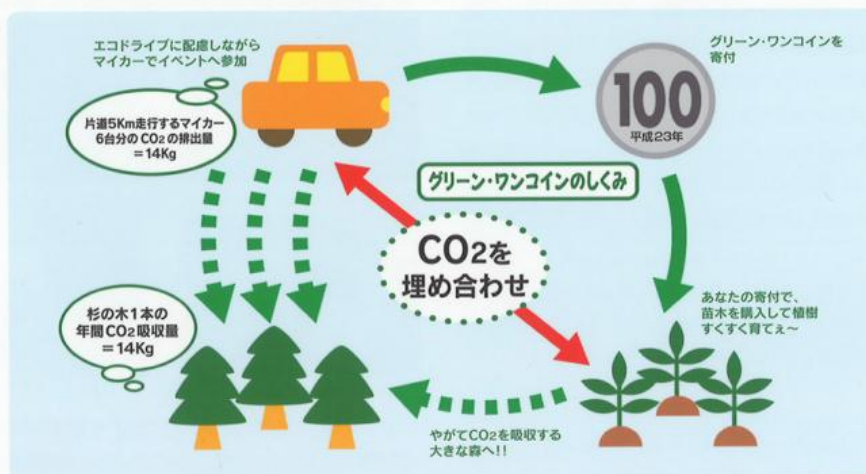 エコドライブに配慮しながら
マイカーでイベントへ参加
グリーン・ワンコインを
寄付
100
平成23年
片道5Km走行するマイカー
6台分のCO2の排出量
=14Kg
グリーン・ワンコインのしくみ
CO2を
埋め合わせ
あなたの寄付で、
苗木を購入して植樹
すくすく育てぇ〜
杉の木1本の
年間CO2吸収量
=14Kg
やがてCO2を吸収する
大きな森へ!!